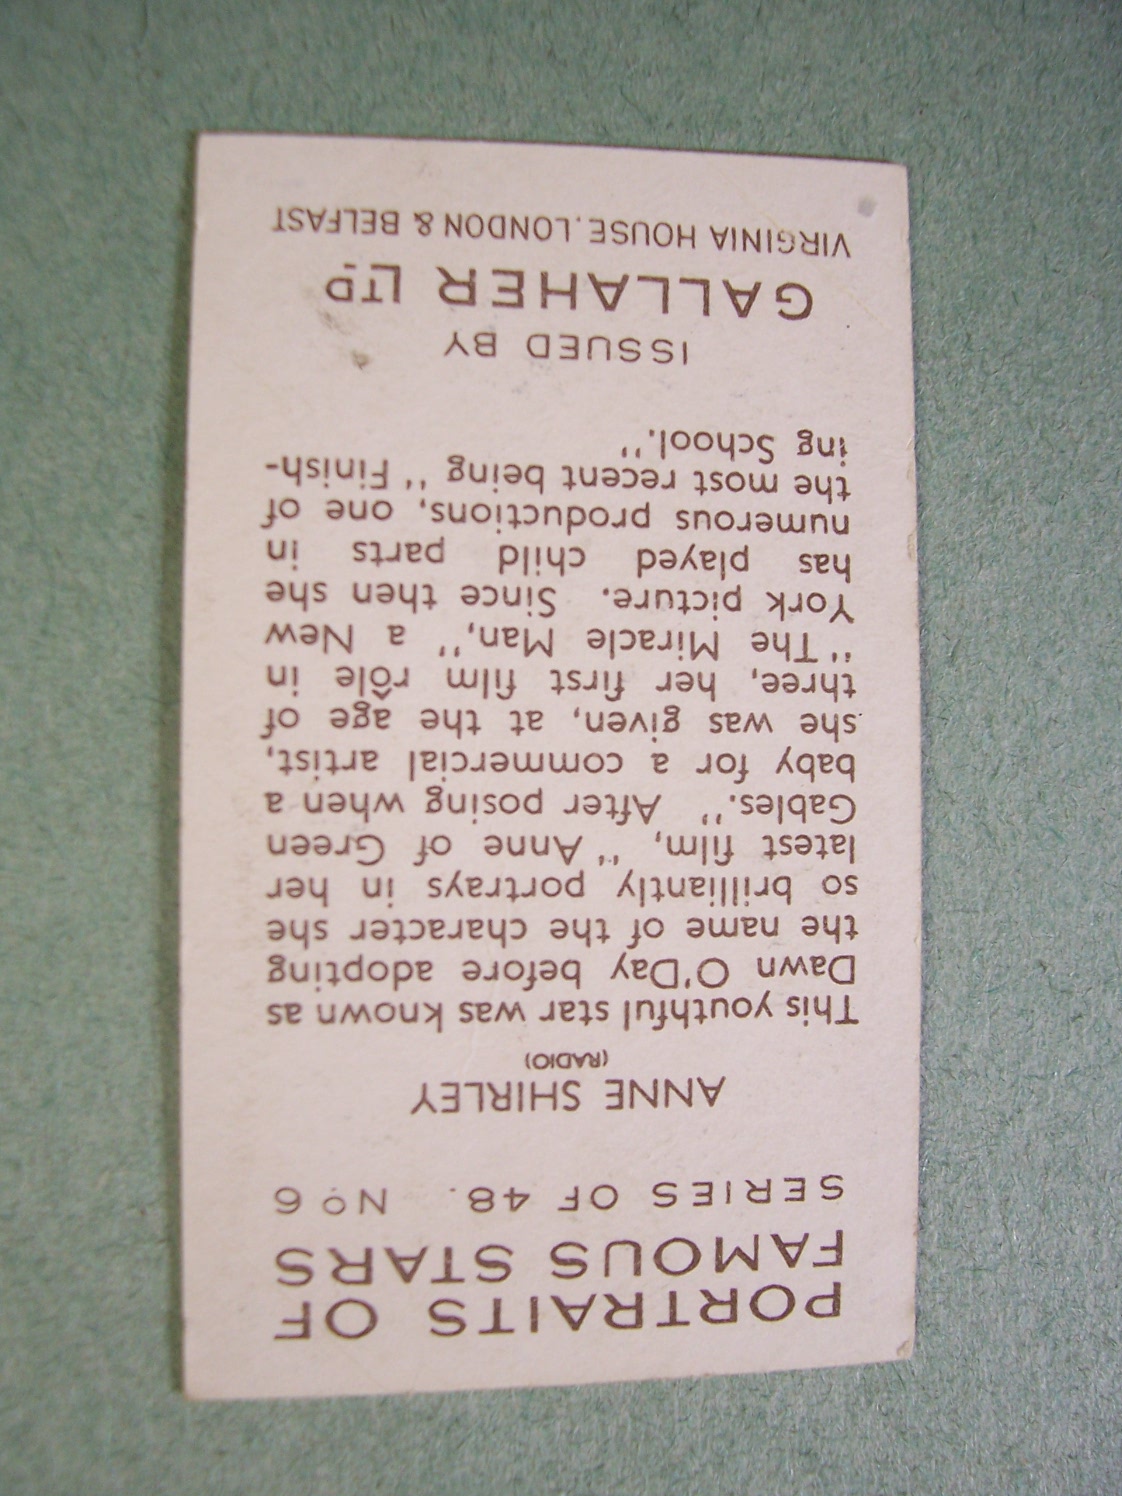 PORTRAITS OF
FAMOUS STARS
SERIES OF 48. No 6
ANNE SHIRLEY
(RADIO)
This youthful star was known as
Dawn O'Day before adopting
the name of the character she
so brilliantly portrays in her
latest film, "Anne of Green
Gables." After posing when a
baby for a commercial artist,
she was given, at the age of
three, her first film rôle in
"The Miracle Man," a New
York picture. Since then she
has played child parts in
numerous productions, one of
the most recent being "Finish-
ing School."
ISSUED BY
GALLAHER LTD
VIRGINIA HOUSE. LONDON & BELFAST